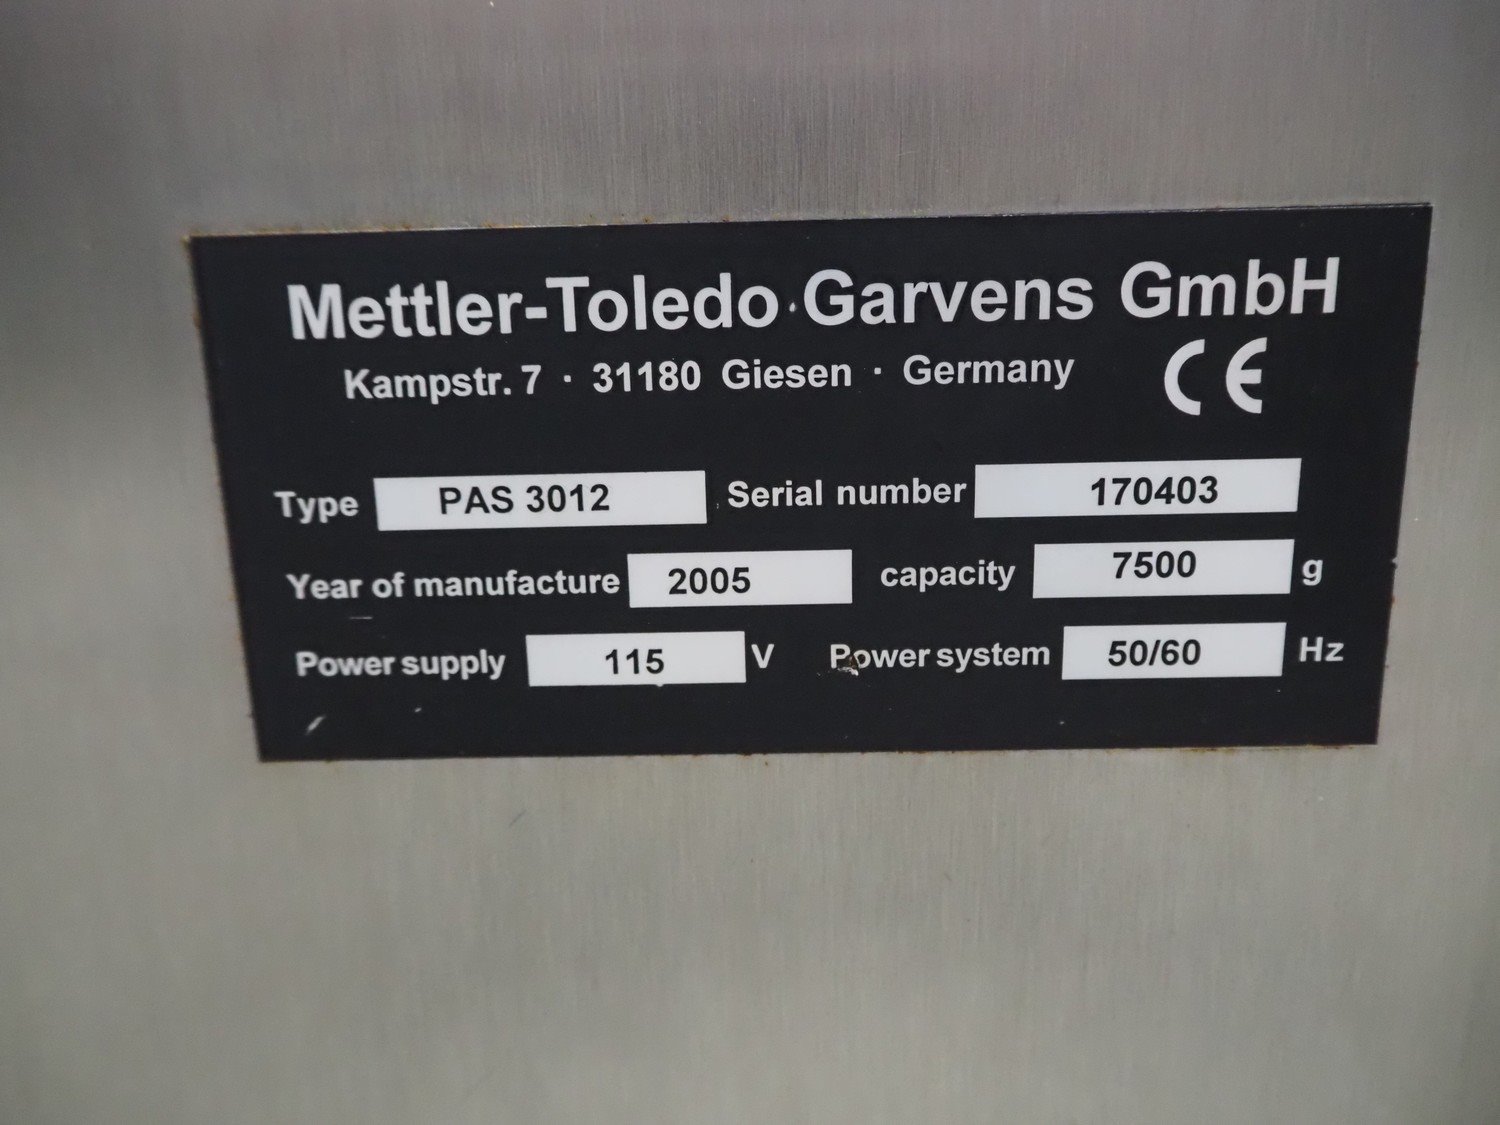 Mettler-Toledo Garvens GmbH
Kampstr. 7 · 31180 Giesen · Germany CE
Type PAS 3012 Serial number 170403
Year of manufacture 2005 capacity 7500 g
Power supply 115 V Power system 50/60 Hz